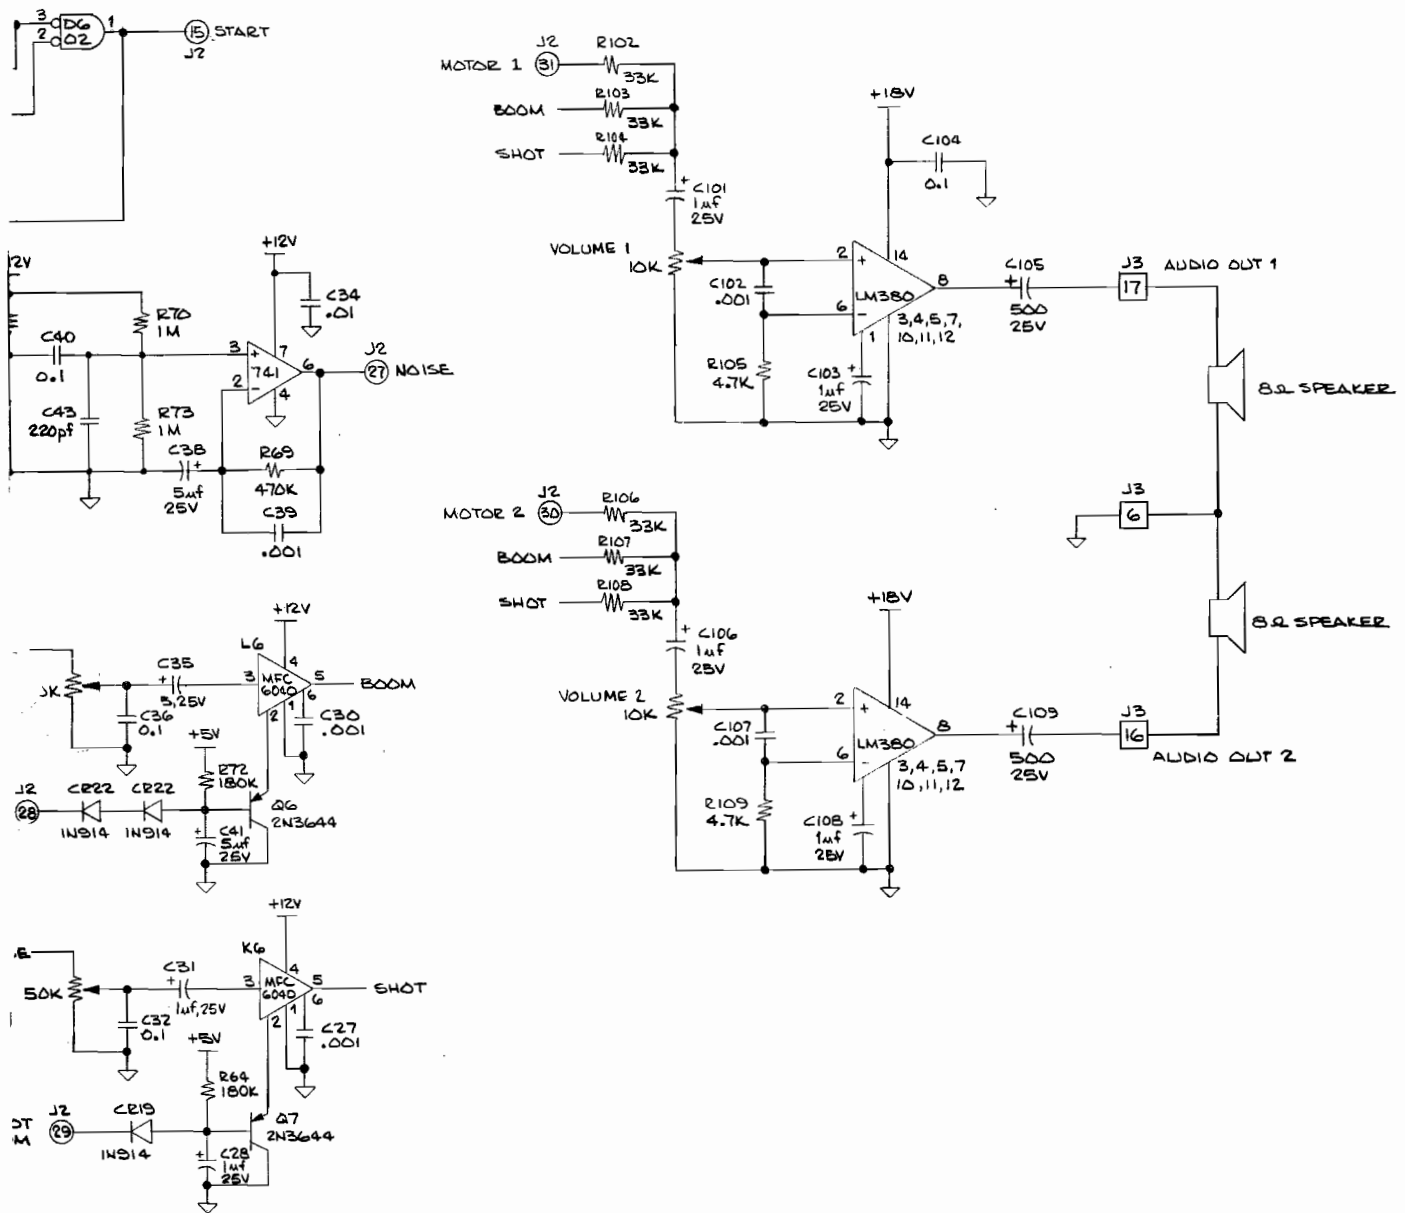 3
2
D6
02
1
15
START
J2
12V
+12V
R70
1M
C34
.01
C40
0.1
3
2
+
-
741
7
6
4
J2
27
NOISE
C43
220pf
R73
1M
C38
+
5μf
25V
R69
470K
C39
.001
+12V
L6
C35
+
5,25V
3
MFC
6040
4
5
6
1
2
BOOM
C36
0.1
C30
.001
+5V
R72
180K
J2
28
CR22
1N914
CR22
1N914
Q6
2N3644
+
C41
5μf
25V
+12V
K6
50K
C31
+
1μf, 25V
3
MFC
6040
4
5
6
1
2
SHOT
C32
0.1
C27
.001
+5V
R64
180K
J2
29
CR19
1N914
Q7
2N3644
+
C28
1μf
25V
MOTOR 1
J2
31
R102
33K
BOOM
R103
33K
SHOT
R104
33K
+
C101
1μf
25V
VOLUME 1
10K
C102
.001
R105
4.7K
+18V
C104
0.1
2
+
6
-
14
LM380
8
3,4,5,7,
10,11,12
1
C103
+
1μf
25V
C105
+
500
25V
J3
17
AUDIO OUT 1
8Ω SPEAKER
J3
6
MOTOR 2
J2
30
R106
33K
BOOM
R107
33K
SHOT
R108
33K
+
C106
1μf
25V
VOLUME 2
10K
C107
.001
R109
4.7K
+18V
2
+
6
-
14
LM380
8
3,4,5,7
10,11,12
C108
+
1μf
25V
C109
+
500
25V
J3
16
AUDIO OUT 2
8Ω SPEAKER